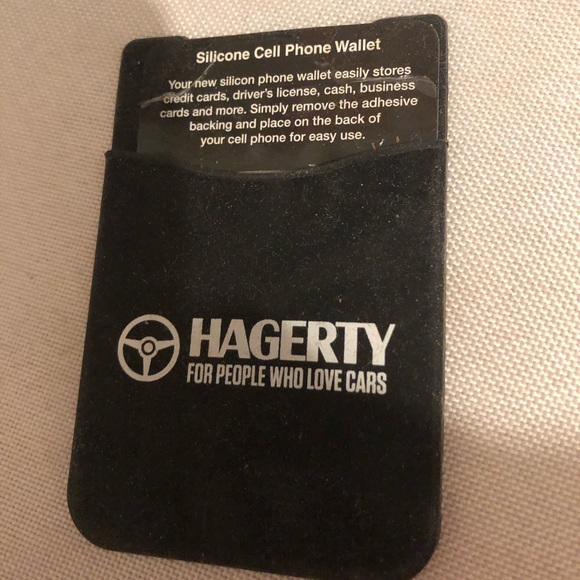 Silicone Cell Phone Wallet
Your new silicon phone wallet easily stores
credit cards, driver's license, cash, business
cards and more. Simply remove the adhesive
backing and place on the back of
your cell phone for easy use.
HAGERTY
FOR PEOPLE WHO LOVE CARS